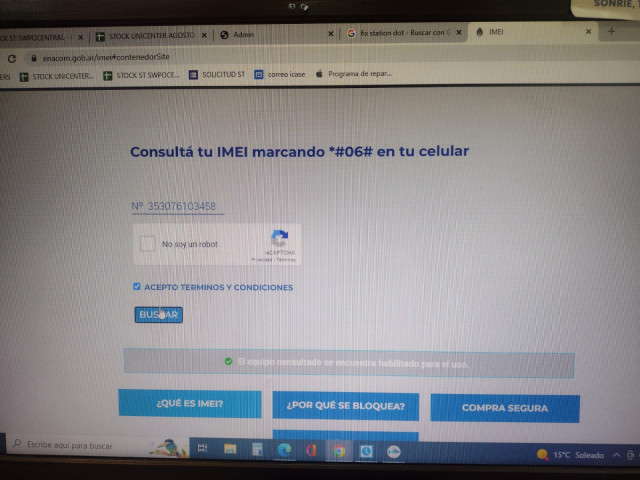 SONRIE,
CK ST SWPOCENTRAL - I
STOCK UNICENTER AGOSTO
Admin
fix station dot - Buscar con G
IMEI
enacom.gob.ar/imei#contenedorSite
ERS
STOCK UNICENTER...
STOCK ST SWPOCE...
SOLICITUD ST
correo icase
Programa de repar...
Consultá tu IMEI marcando *#06# en tu celular
Nº 353076103458
No soy un robot
reCAPTCHA
Privacidad - Términos
ACEPTO TERMINOS Y CONDICIONES
BUSCAR
El equipo consultado se encuentra habilitado para el uso.
¿QUÉ ES IMEI?
¿POR QUÉ SE BLOQUEA?
COMPRA SEGURA
Escribe aquí para buscar
15°C Soleado